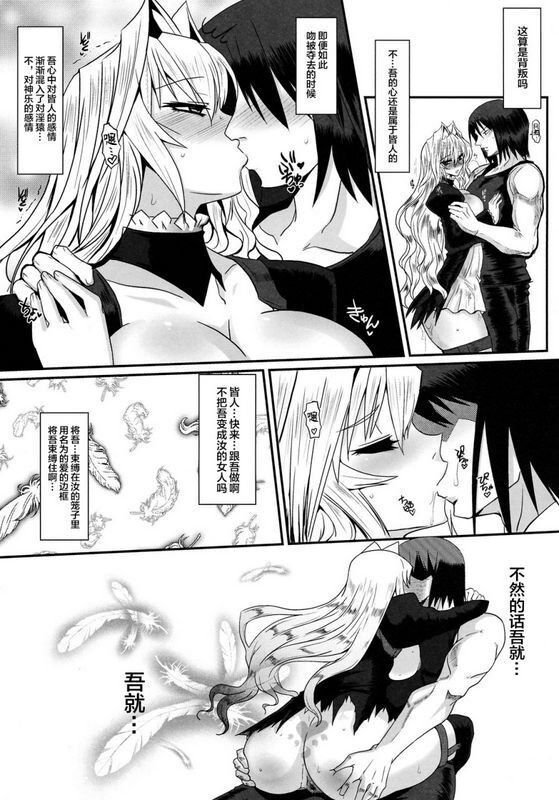 这算是背叛吗
不…吾的心还是属于皆人的
即便如此
吻被夺去的时候
吾心中对皆人的感情
渐渐混入了对淫猿…
不，对神乐的感情
嗯♡
皆人…快来…跟吾做啊
不把吾变成汝的女人吗
嗯♡
将吾…束缚在汝的笼子里
用名为的爱的边框
将吾束缚住啊…
不然的话吾就…
吾就…